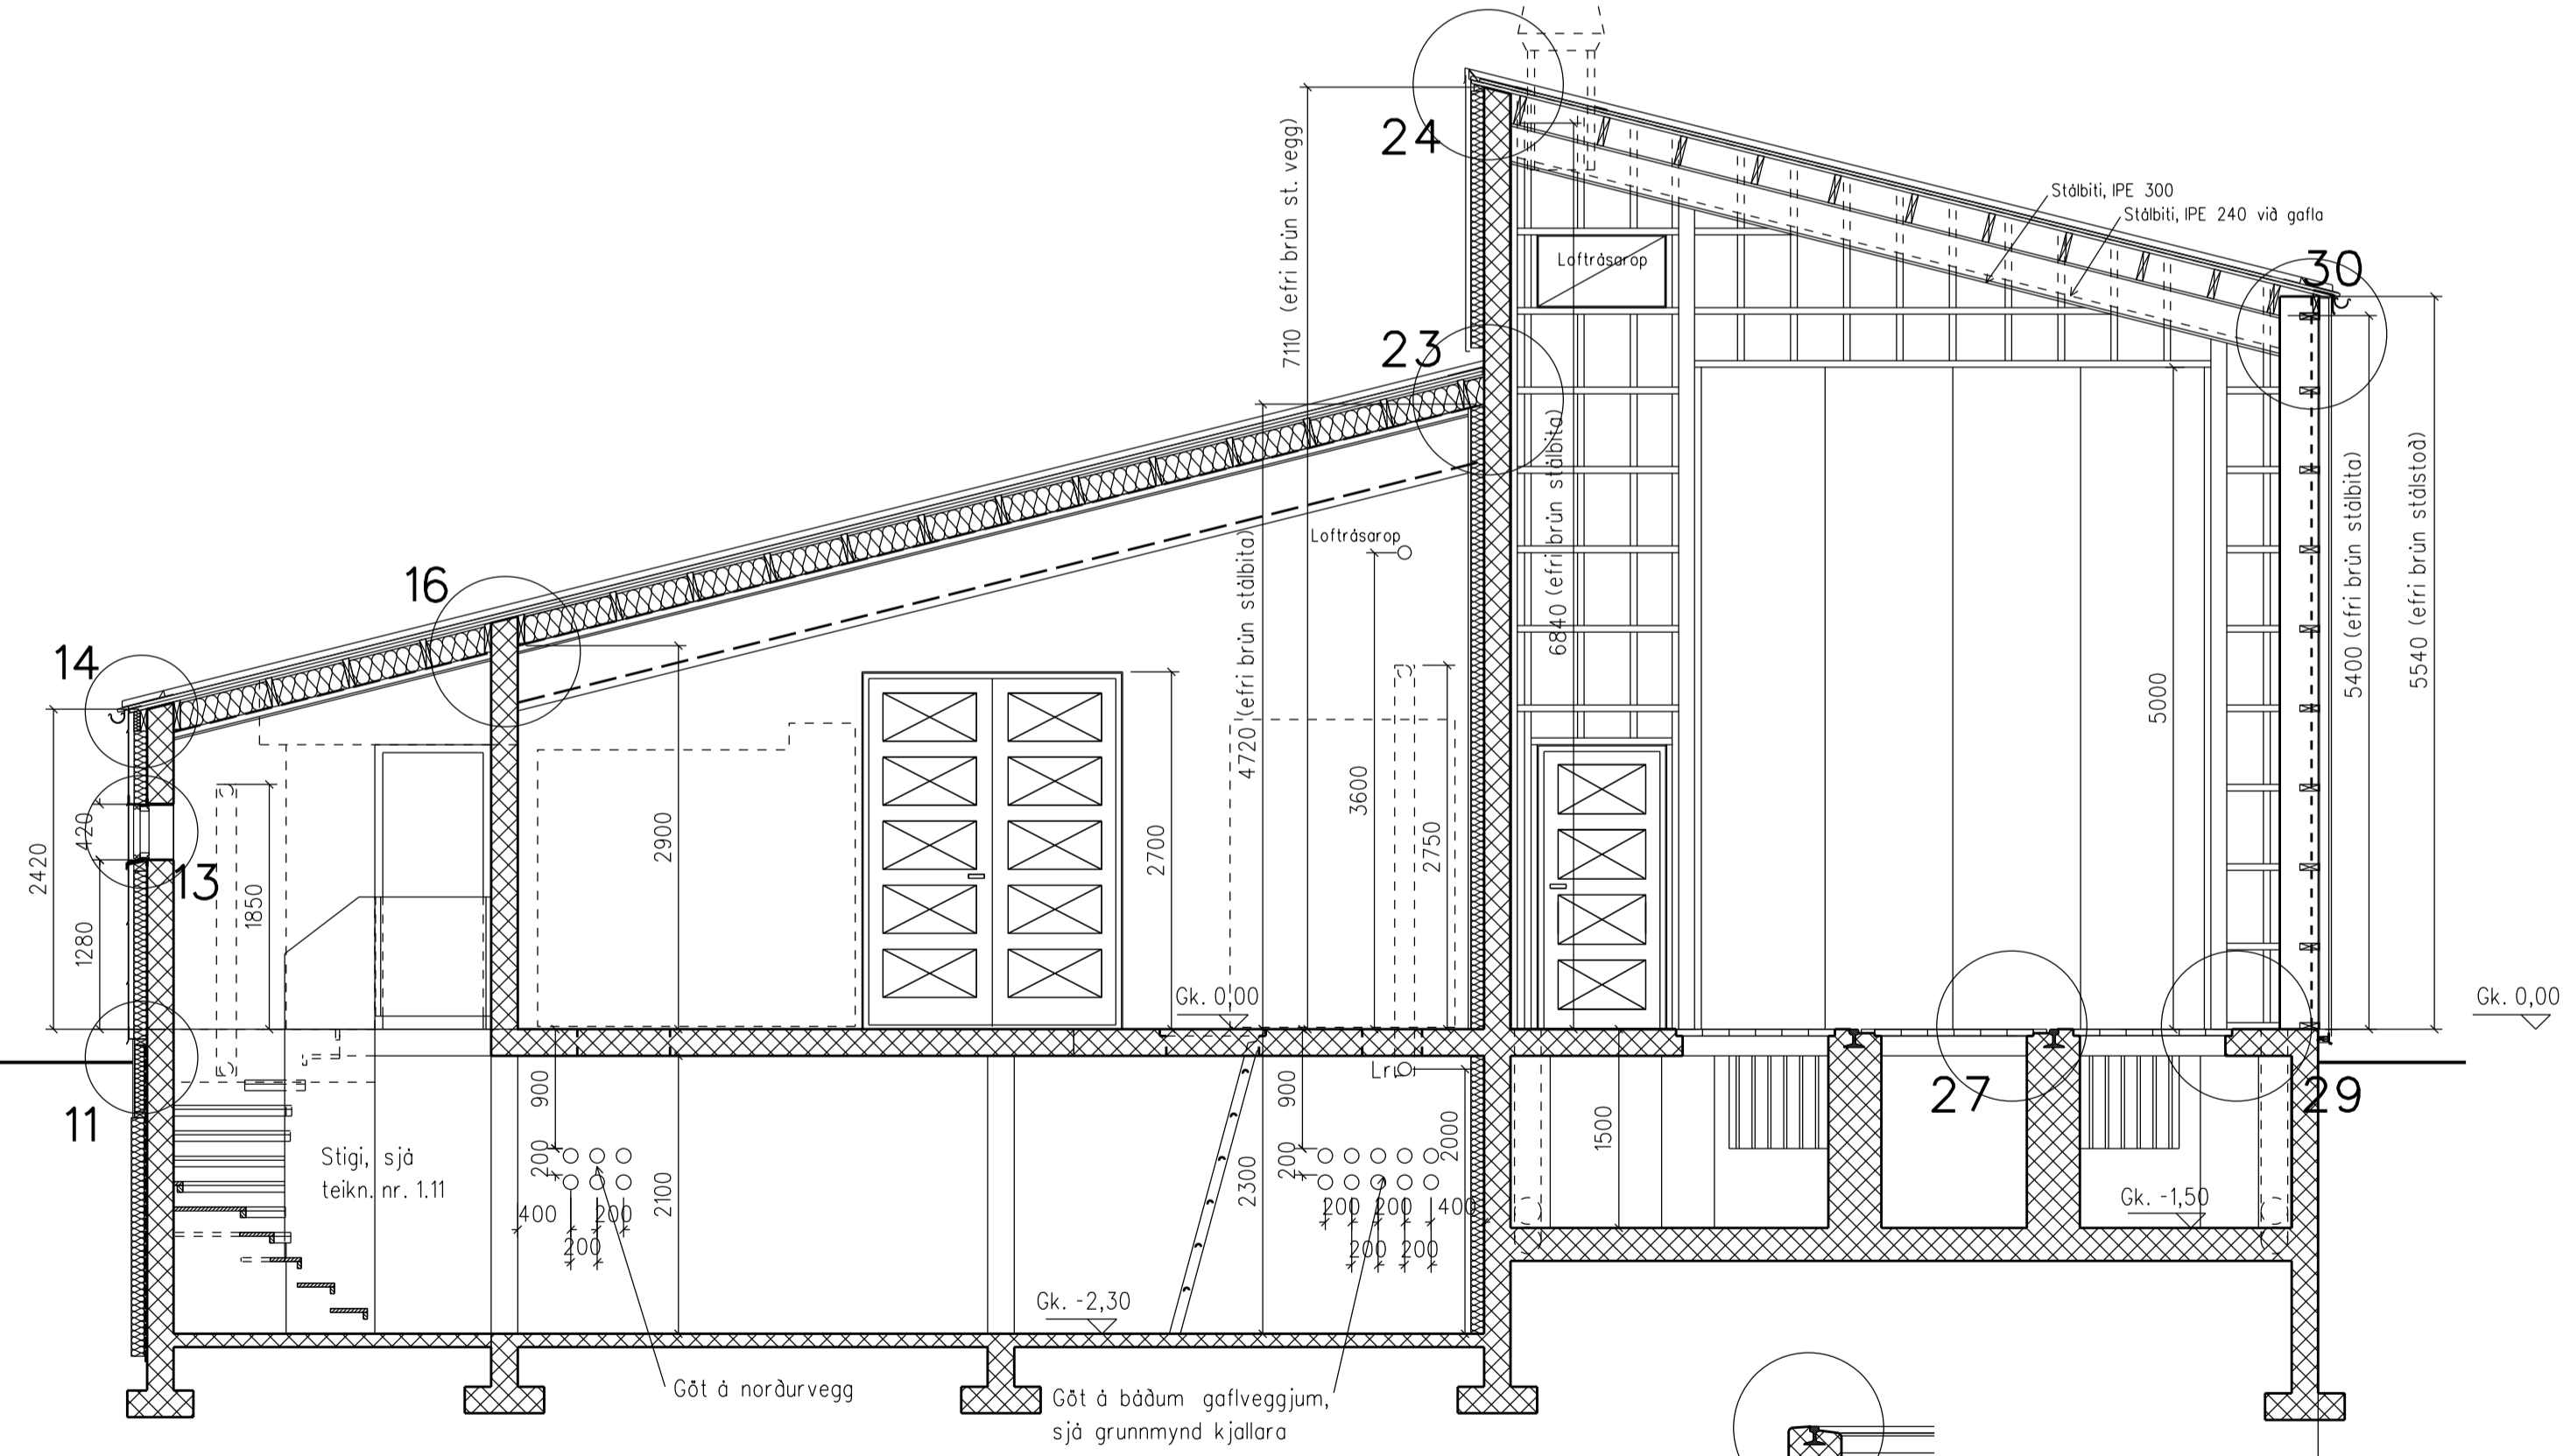 24
7110 (efri brún st. vegg)
Stálbiti, IPE 300
Stálbiti, IPE 240 við gafla
Loftrásarop
30
23
16
14
Loftrásarop
4720 (efri brún stálbita)
6840 (efri brún stálbita)
5000
5400 (efri brún stálbita)
5540 (efri brún stálstoð)
2420
420
1280
13
1850
2900
2700
3600
2750
Gk. 0,00
Gk. 0,00
11
Stigi, sjá
teikn. nr. 1.11
900
200
400
200
200
2100
900
200
2300
Lr
2000
200
200
400
200
200
1500
27
29
Gk. -1,50
Gk. -2,30
Göt á norðurvegg
Göt á báðum gaflveggjum,
sjá grunnmynd kjallara